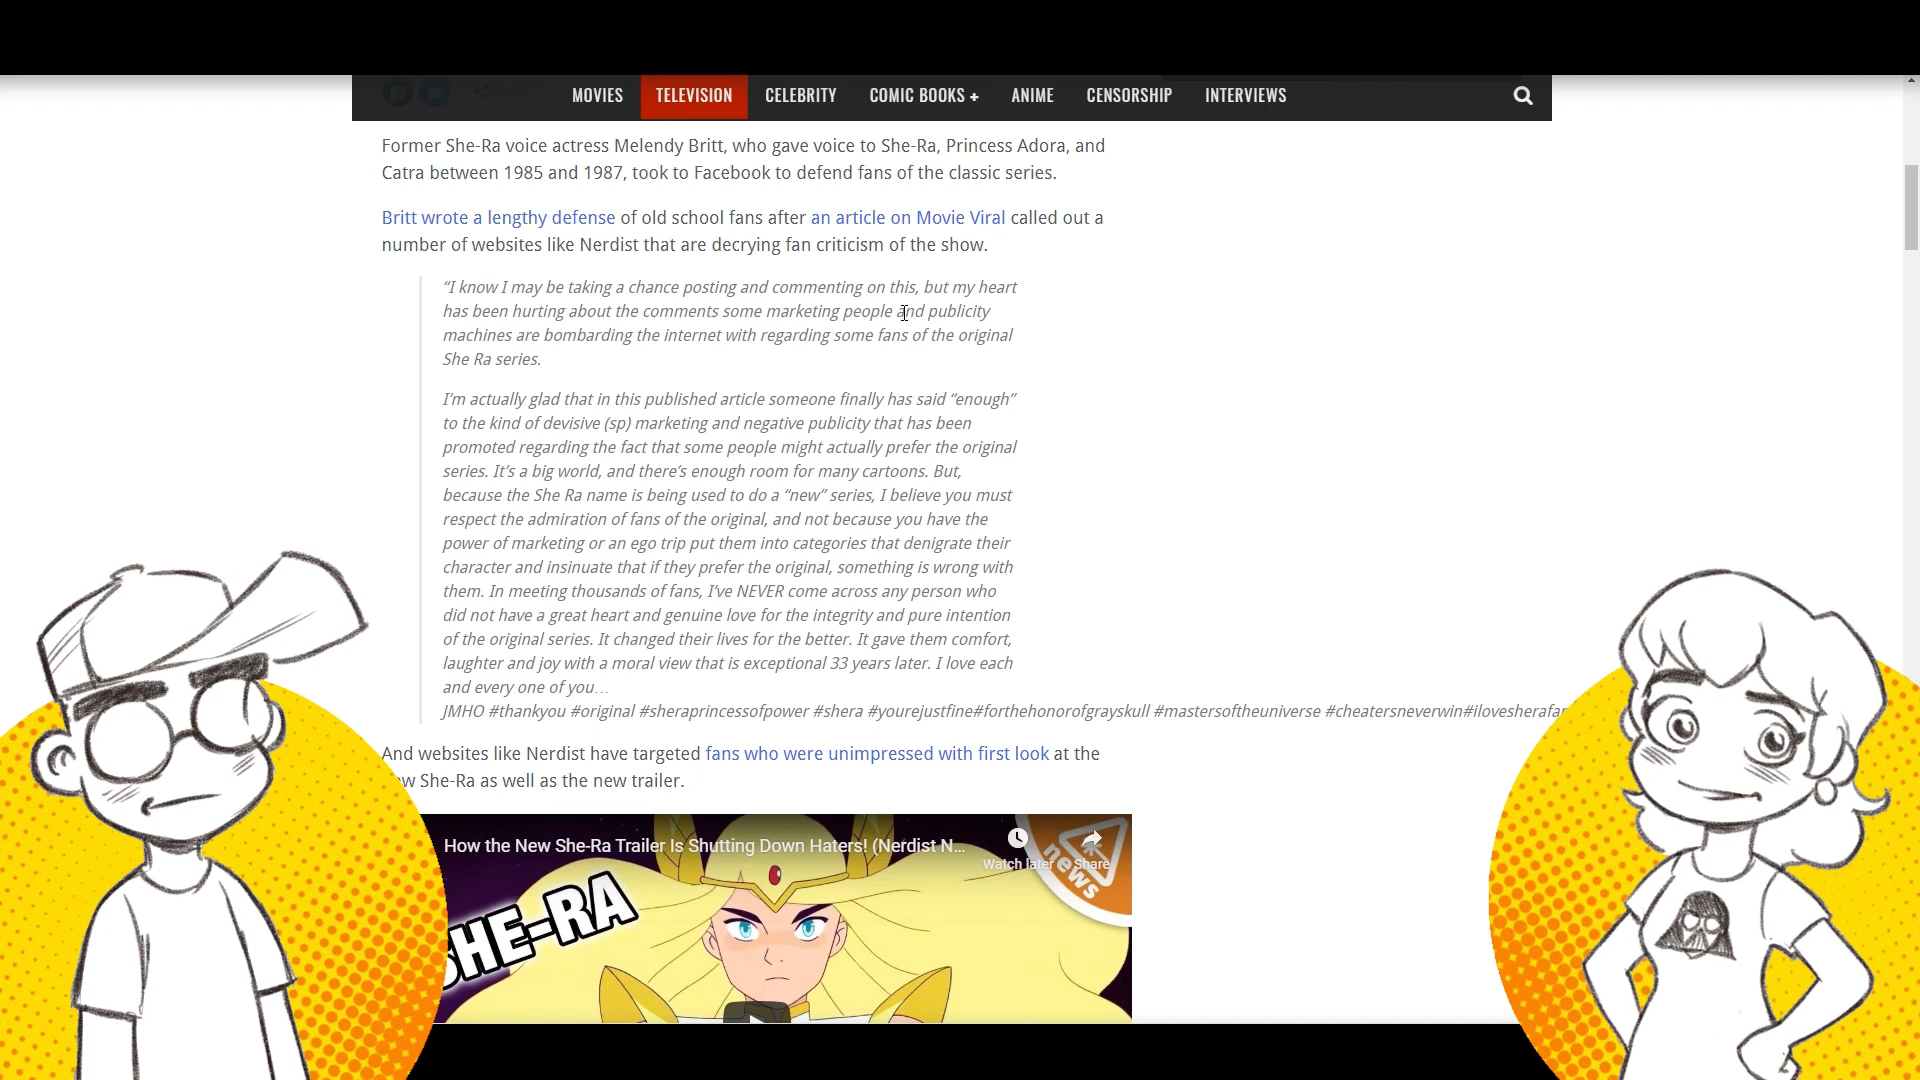 MOVIES TELEVISION CELEBRITY COMIC BOOKS + ANIME CENSORSHIP INTERVIEWS
Former She-Ra voice actress Melendy Britt, who gave voice to She-Ra, Princess Adora, and
Catra between 1985 and 1987, took to Facebook to defend fans of the classic series.
Britt wrote a lengthy defense of old school fans after an article on Movie Viral called out a
number of websites like Nerdist that are decrying fan criticism of the show.
“I know I may be taking a chance posting and commenting on this, but my heart
has been hurting about the comments some marketing people and publicity
machines are bombarding the internet with regarding some fans of the original
She Ra series.
I’m actually glad that in this published article someone finally has said “enough”
to the kind of devisive (sp) marketing and negative publicity that has been
promoted regarding the fact that some people might actually prefer the original
series. It’s a big world, and there’s enough room for many cartoons. But,
because the She Ra name is being used to do a “new” series, I believe you must
respect the admiration of fans of the original, and not because you have the
power of marketing or an ego trip put them into categories that denigrate their
character and insinuate that if they prefer the original, something is wrong with
them. In meeting thousands of fans, I’ve NEVER come across any person who
did not have a great heart and genuine love for the integrity and pure intention
of the original series. It changed their lives for the better. It gave them comfort,
laughter and joy with a moral view that is exceptional 33 years later. I love each
and every one of you…
JMHO #thankyou #original #sheraprincessofpower #shera #yourejustfine#forthehonorofgrayskull #mastersoftheuniverse #cheatersneverwin#ilovesherafan
And websites like Nerdist have targeted fans who were unimpressed with first look at the
She-Ra as well as the new trailer.
How the New She-Ra Trailer Is Shutting Down Haters! (Nerdist N...
Watch later Share
news
SHE-RA